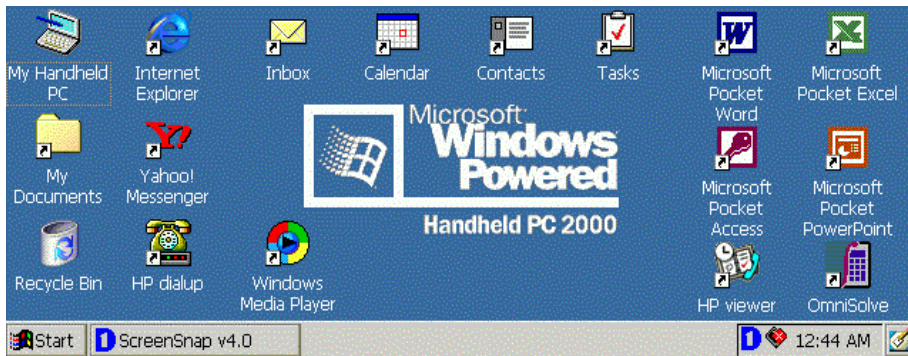 My Handheld
PC
Internet
Explorer
Inbox
Calendar
Contacts
Tasks
Microsoft
Pocket
Word
Microsoft
Pocket Excel
My
Documents
Yahoo!
Messenger
Microsoft
Windows
Powered
Handheld PC 2000
Microsoft
Pocket
Access
Microsoft
Pocket
PowerPoint
Recycle Bin
HP dialup
Windows
Media Player
HP viewer
OmniSolve
Start
1 ScreenSnap v4.0
1
12:44 AM